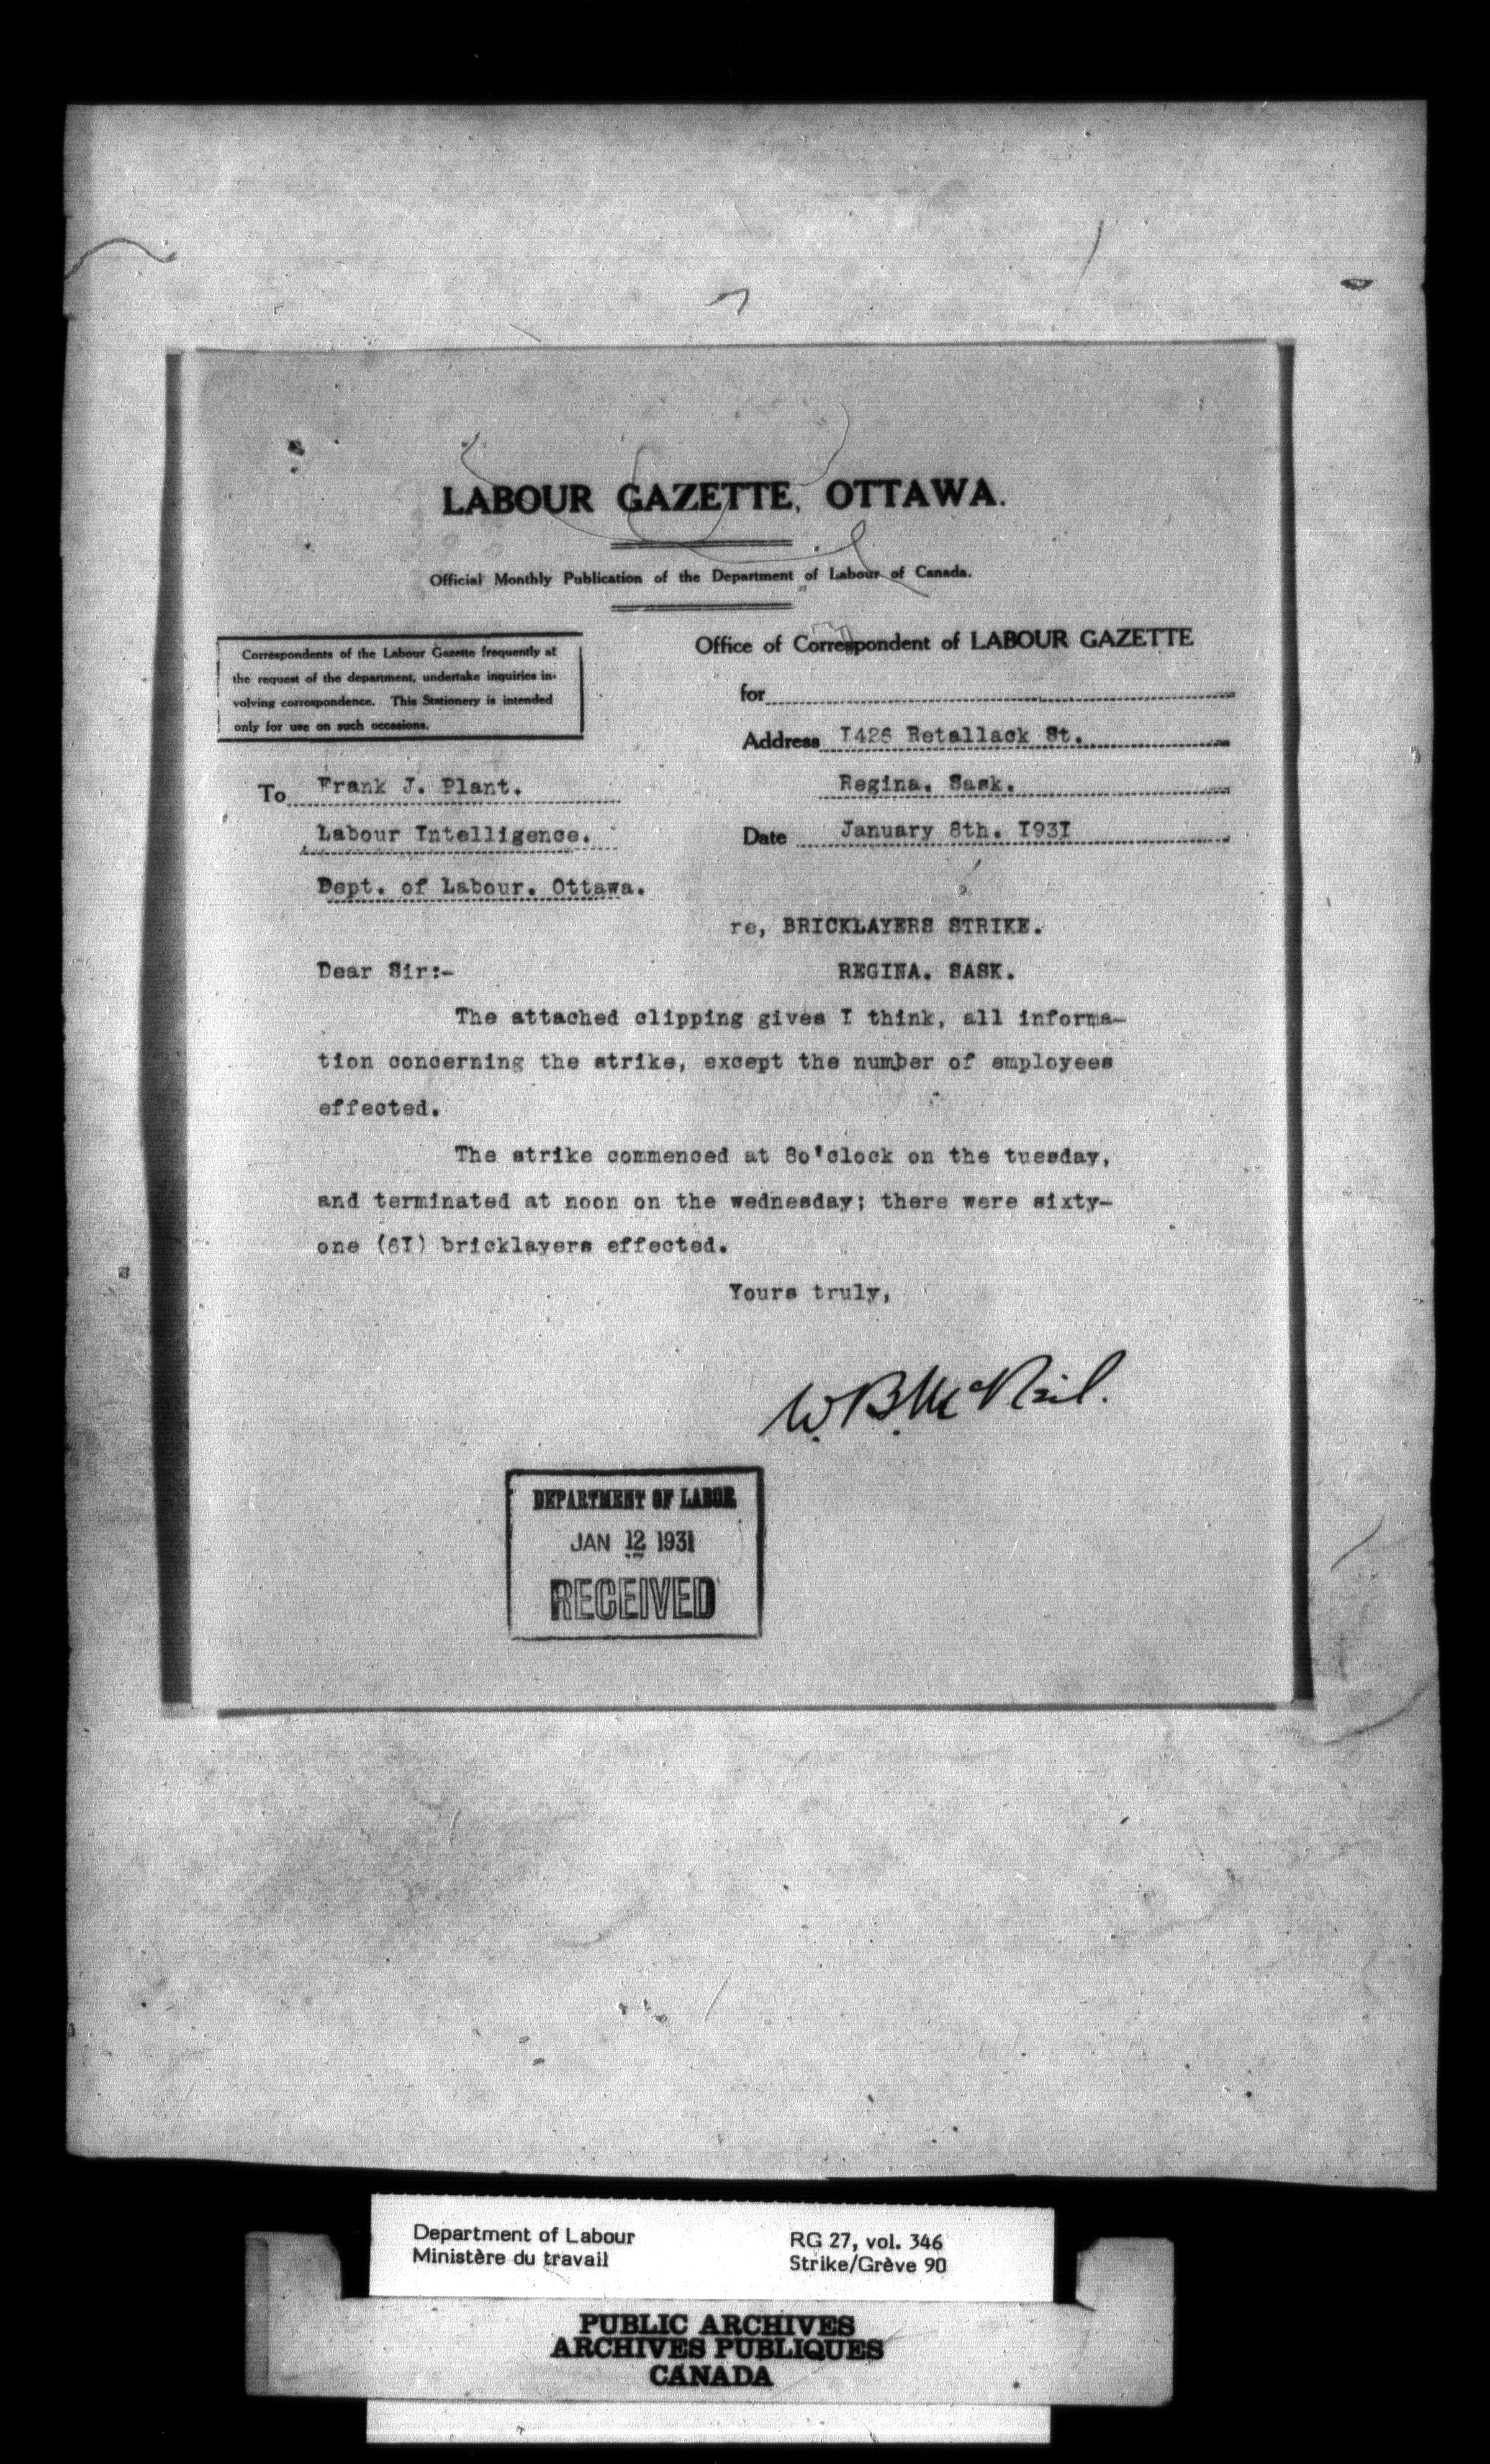 LABOUR GAZETTE, OTTAWA.
Official Monthly Publication of the Department of Labour of Canada.
Correspondents of the Labour Gazette frequently at
the request of the department, undertake inquiries in-
volving correspondence. This Stationery is intended
only for use on such occasions.
Office of Correspondent of LABOUR GAZETTE
for
Address I426 Retallack St.
Regina. Sask.
Date January 8th. I93I
To Frank J. Plant.
Labour Intelligence.
Dept. of Labour. Ottawa.
re, BRICKLAYERS STRIKE.
Dear Sir:- REGINA. SASK.
The attached clipping gives I think, all informa-
tion concerning the strike, except the number of employees
effected.
The strike commenced at 8o'clock on the tuesday,
and terminated at noon on the wednesday; there were sixty-
one (6I) bricklayers effected.
Yours truly,
W. B. McNeil.
DEPARTMENT OF LABOR
JAN 12 1931
RECEIVED
Department of Labour
Ministère du travail
RG 27, vol. 346
Strike/Grève 90
PUBLIC ARCHIVES
ARCHIVES PUBLIQUES
CANADA